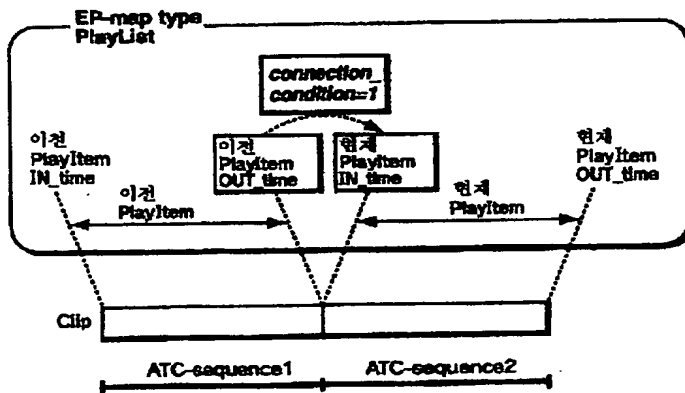 EP-map type
PlayList
connection_
condition=1
이전
PlayItem
IN_time
이전
PlayItem
OUT_time
현재
PlayItem
IN_time
현재
PlayItem
OUT_time
이전
PlayItem
현재
PlayItem
Clip
ATC-sequence1
ATC-sequence2